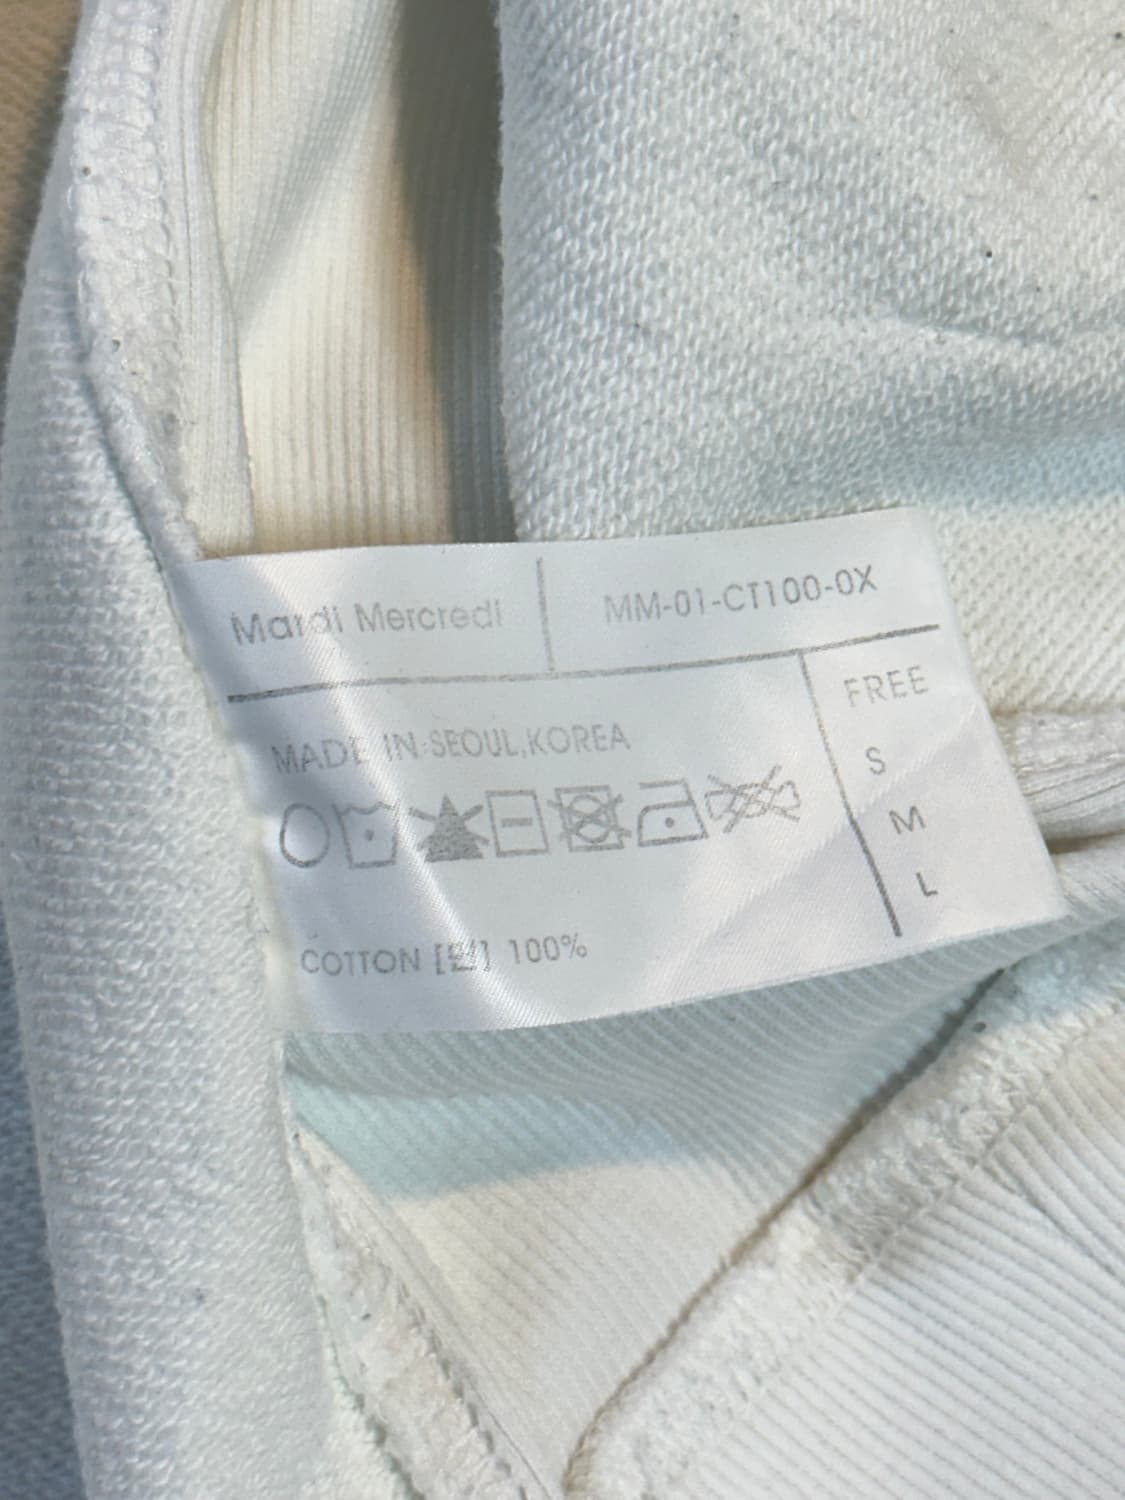 Mardi Mercredi
MM-01-CT100-0X
MADE IN SEOUL,KOREA
FREE
S
M
L
COTTON [면] 100%